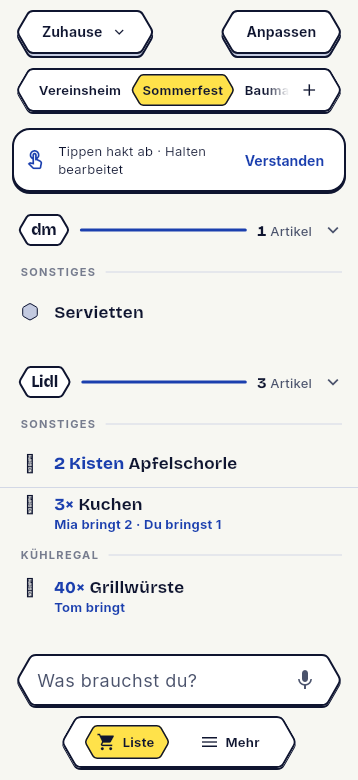 Zuhause
Anpassen
Vereinsheim Sommerfest Bauma
Tippen hakt ab · Halten
bearbeitet
Verstanden
dm 1 Artikel
SONSTIGES
Servietten
Lidl 3 Artikel
SONSTIGES
2 Kisten Apfelschorle
3× Kuchen
Mia bringt 2 · Du bringst 1
KÜHLREGAL
40× Grillwürste
Tom bringt
Was brauchst du?
Liste Mehr